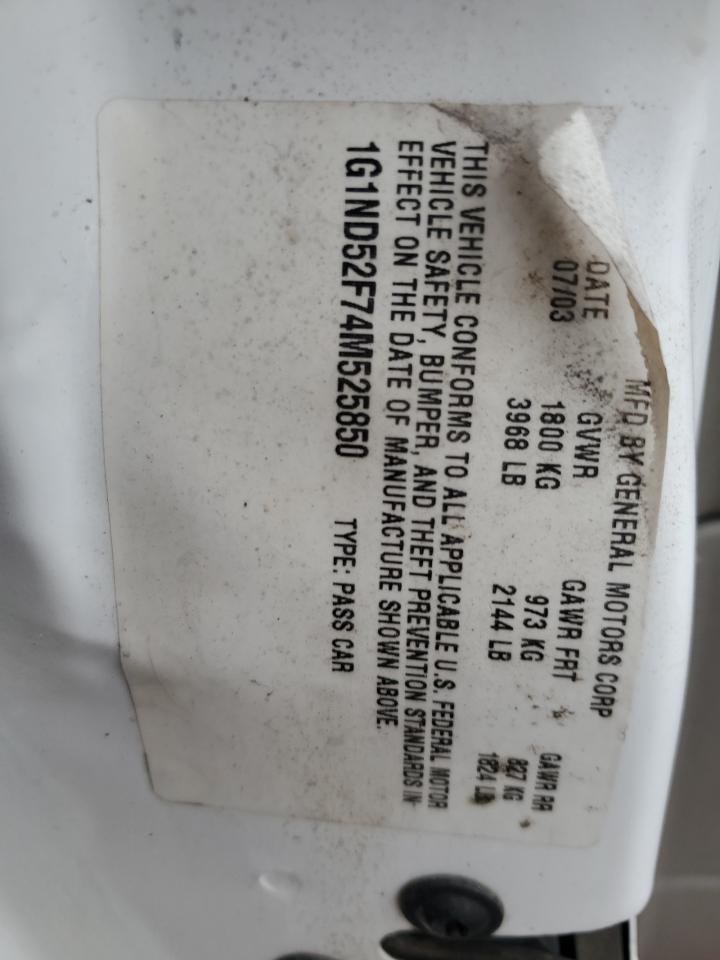 MFD BY GENERAL MOTORS CORP
DATE GVWR GAWR FRT GAWR RR
07/03 1800 KG 973 KG 827 KG
3968 LB 2144 LB 1824 LB
THIS VEHICLE CONFORMS TO ALL APPLICABLE U.S. FEDERAL MOTOR
VEHICLE SAFETY, BUMPER, AND THEFT PREVENTION STANDARDS IN
EFFECT ON THE DATE OF MANUFACTURE SHOWN ABOVE.
1G1ND52F74M525850 TYPE: PASS CAR